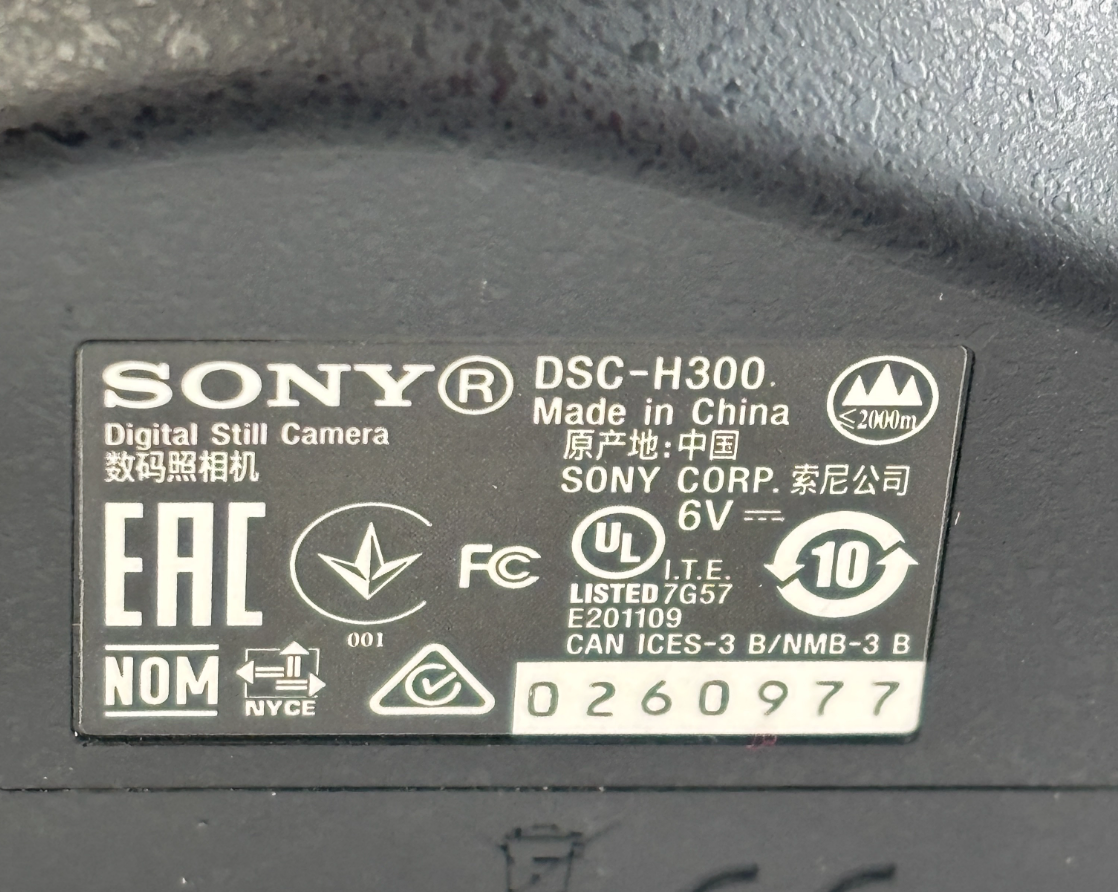 SONY®
Digital Still Camera
数码照相机
DSC-H300.
Made in China
原产地:中国
SONY CORP. 索尼公司
≤2000m
6V
EAC
001
FC
UL
I.T.E.
LISTED 7G57
E201109
CAN ICES-3 B/NMB-3 B
10
NOM
NYCE
0260977
CE